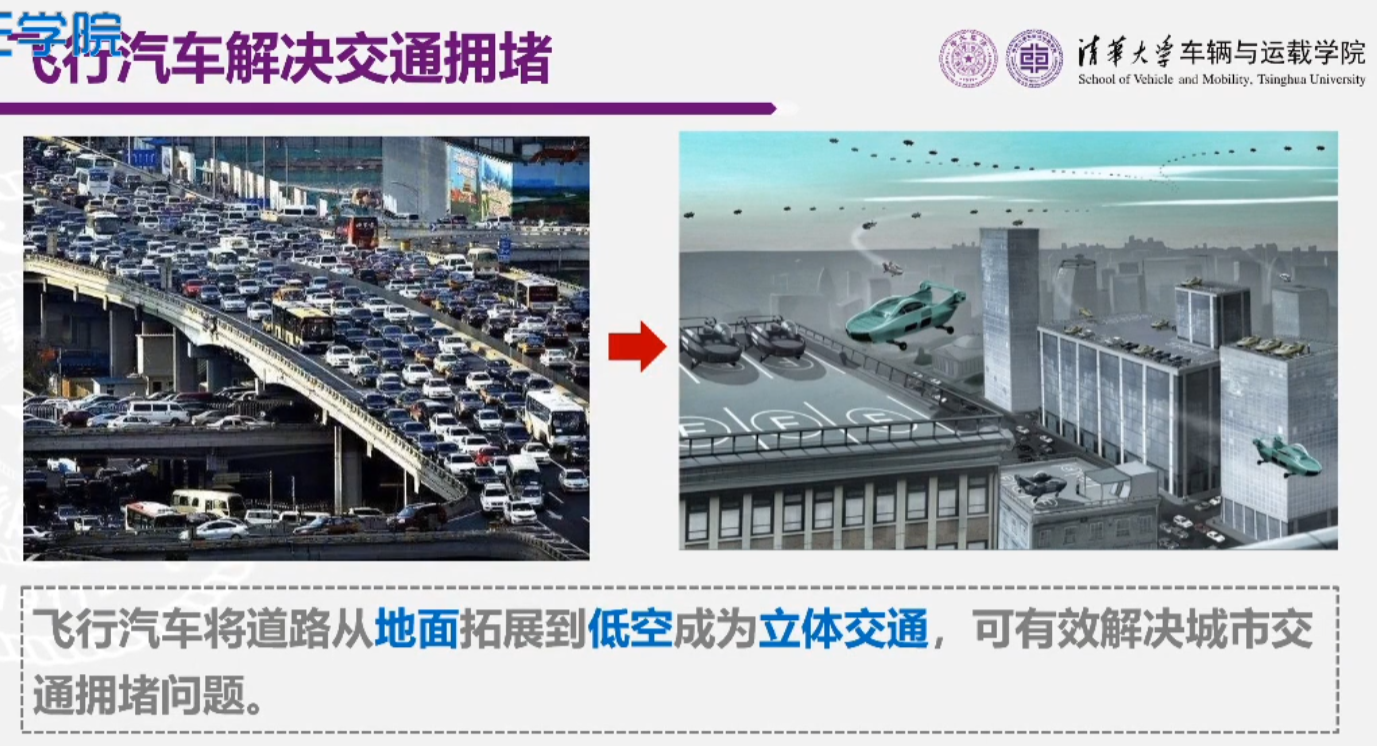 学院
飞行汽车解决交通拥堵
清华大学车辆与运载学院
School of Vehicle and Mobility, Tsinghua University
飞行汽车将道路从地面拓展到低空成为立体交通，可有效解决城市交
通拥堵问题。